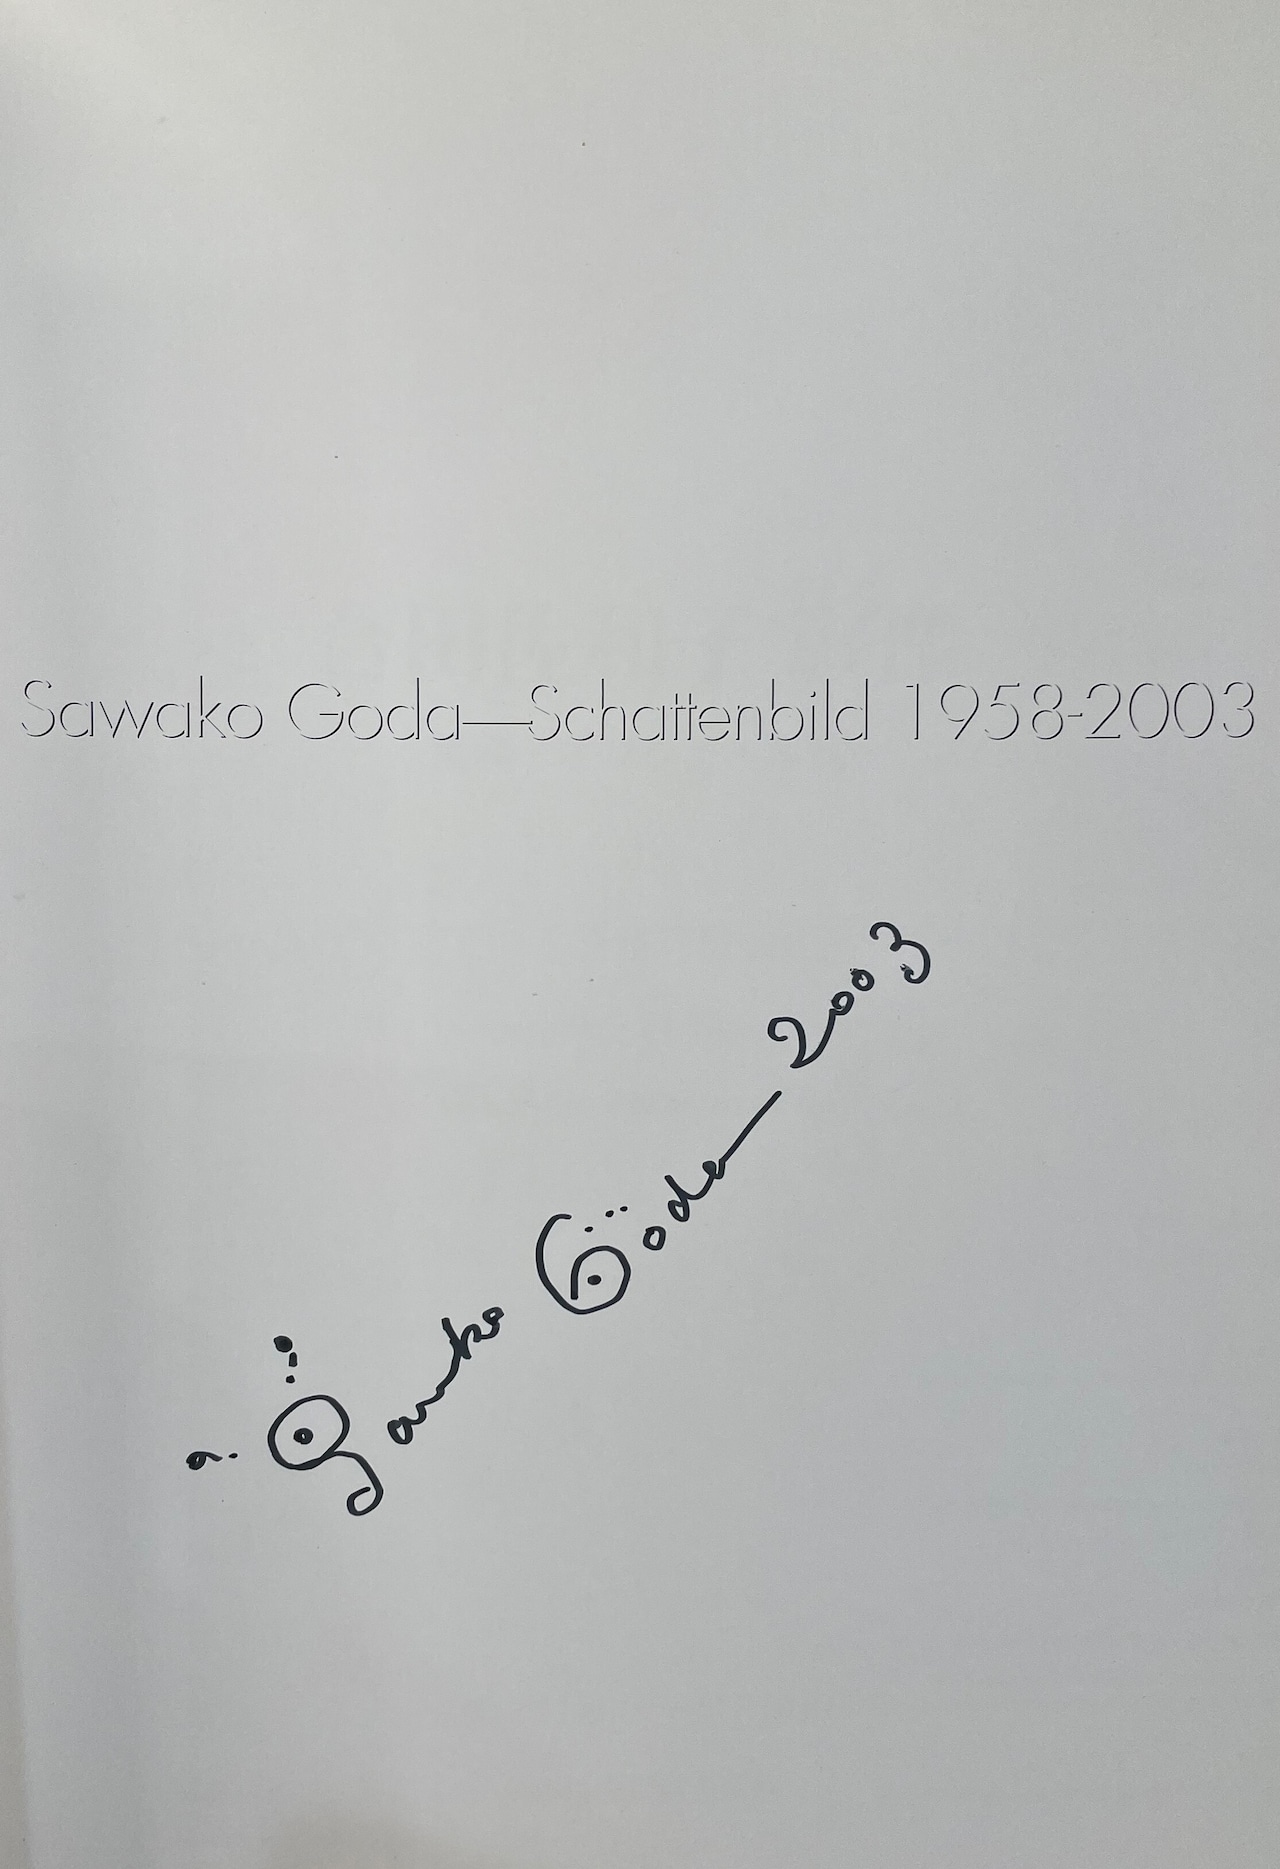 Sawako Goda—Schattenbild 1958-2003
a. Sawako Goda — 2003